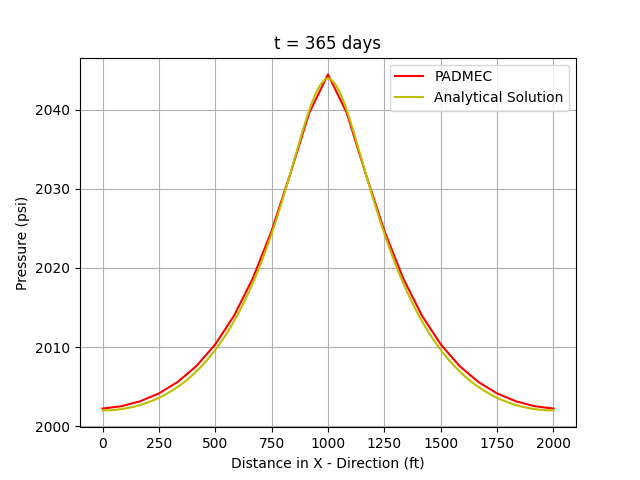 t = 365 days
PADMEC
Analytical Solution
Pressure (psi)
2040
2030
2020
2010
2000
0 250 500 750 1000 1250 1500 1750 2000
Distance in X - Direction (ft)